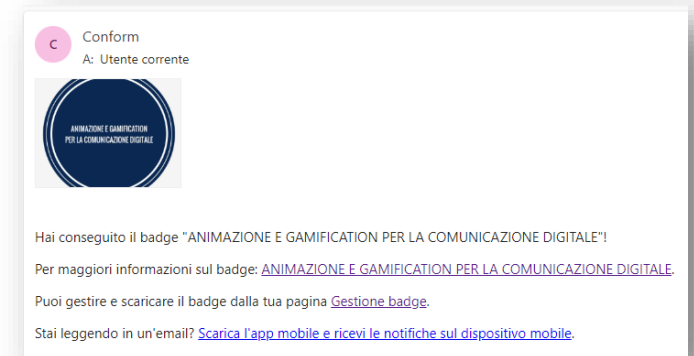 C
Conform
A: Utente corrente
ANIMAZIONE E GAMIFICATION
PER LA COMUNICAZIONE DIGITALE
Hai conseguito il badge "ANIMAZIONE E GAMIFICATION PER LA COMUNICAZIONE DIGITALE"!
Per maggiori informazioni sul badge: ANIMAZIONE E GAMIFICATION PER LA COMUNICAZIONE DIGITALE.
Puoi gestire e scaricare il badge dalla tua pagina Gestione badge.
Stai leggendo in un'email? Scarica l'app mobile e ricevi le notifiche sul dispositivo mobile.